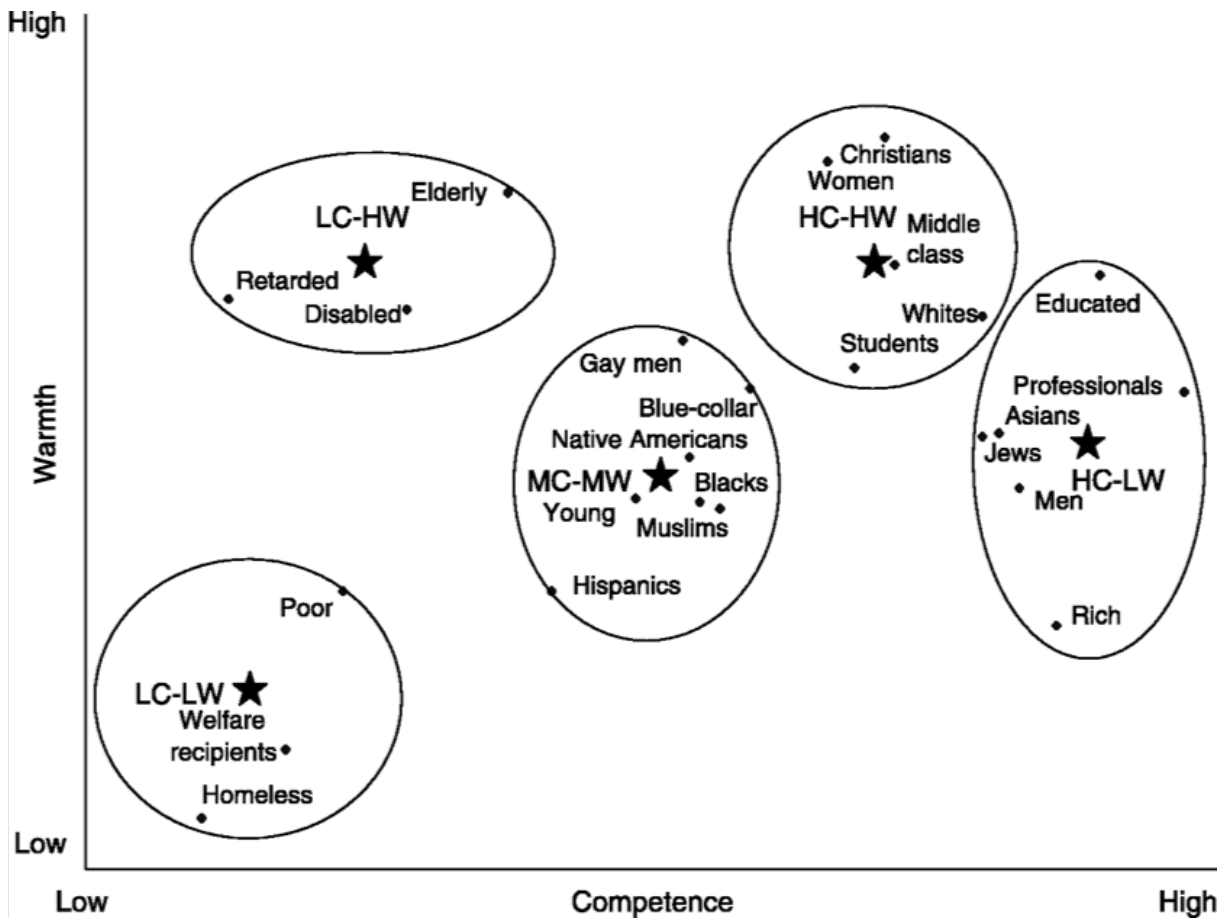 High
Christians
Women
Elderly
LC-HW
HC-HW
Middle
class
Retarded
Disabled
Educated
Whites
Students
Gay men
Professionals
Blue-collar
Asians
Native Americans
Jews
Warmth
MC-MW
Blacks
HC-LW
Men
Young
Muslims
Hispanics
Poor
Rich
LC-LW
Welfare
recipients
Homeless
Low
Low
Competence
High